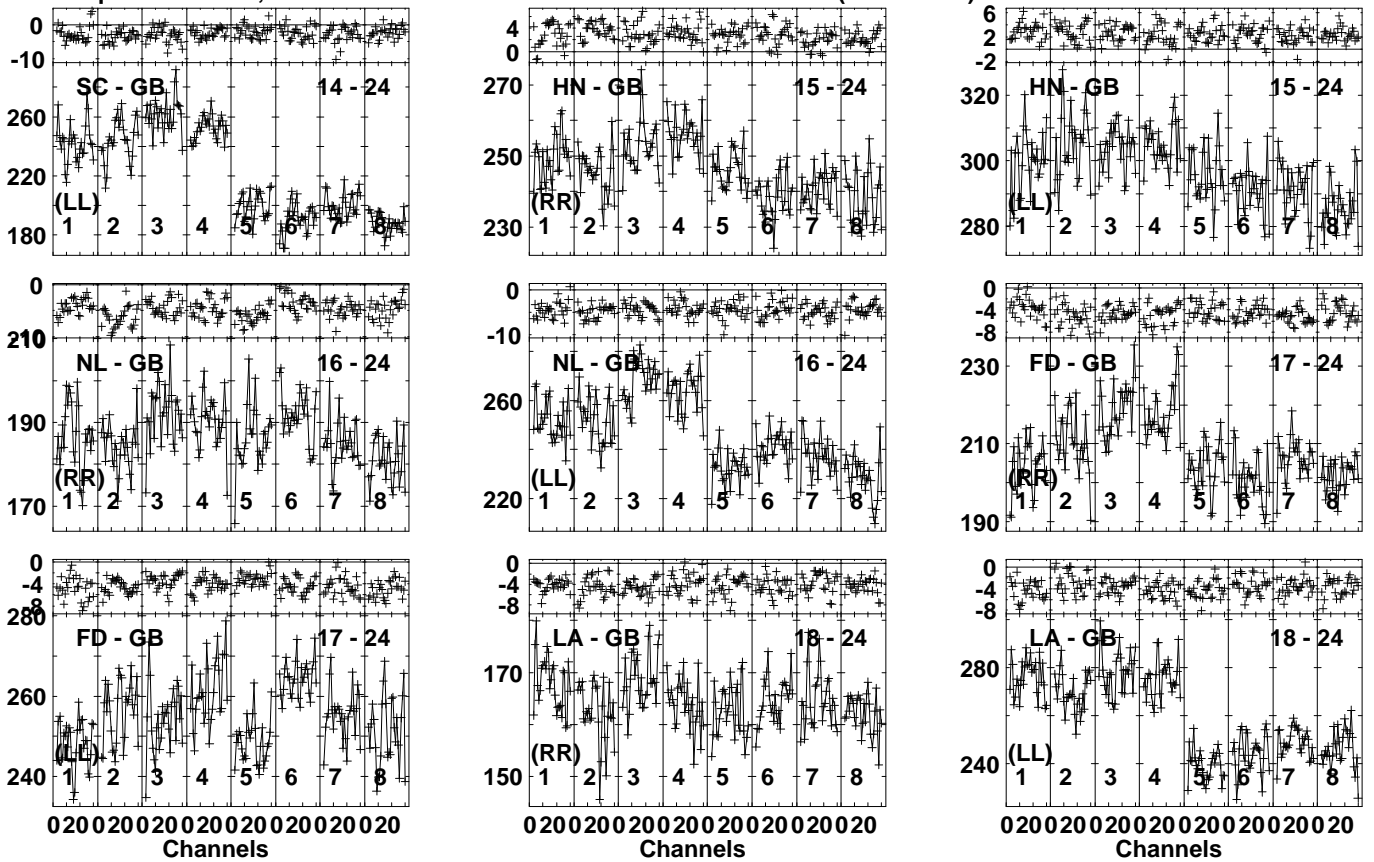 0
-10
SC - GB 14 - 24
260
220
180
(LL)
1 2 3 4 5 6 7 8
4
0
HN - GB 15 - 24
270
250
230
(RR)
1 2 3 4 5 6 7 8
6
2
-2
HN - GB 15 - 24
320
300
280
(LL)
1 2 3 4 5 6 7 8
0
210
NL - GB 16 - 24
190
170
(RR)
1 2 3 4 5 6 7 8
0
-10
NL - GB 16 - 24
260
220
(LL)
1 2 3 4 5 6 7 8
0
-4
-8
FD - GB 17 - 24
230
210
190
(RR)
1 2 3 4 5 6 7 8
0
-4
-8
280
FD - GB 17 - 24
260
240
(LL)
1 2 3 4 5 6 7 8
0 20 0 20 0 20 0 20 0 20 0 20 0 20 0 20
Channels
0
-4
-8
LA - GB 18 - 24
170
150
(RR)
1 2 3 4 5 6 7 8
0 20 0 20 0 20 0 20 0 20 0 20 0 20 0 20
Channels
0
-4
-8
LA - GB 18 - 24
280
240
(LL)
1 2 3 4 5 6 7 8
0 20 0 20 0 20 0 20 0 20 0 20 0 20 0 20
Channels